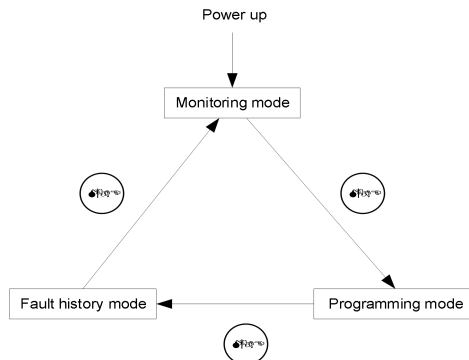 Power up
Monitoring mode
Fault history mode
Programming mode